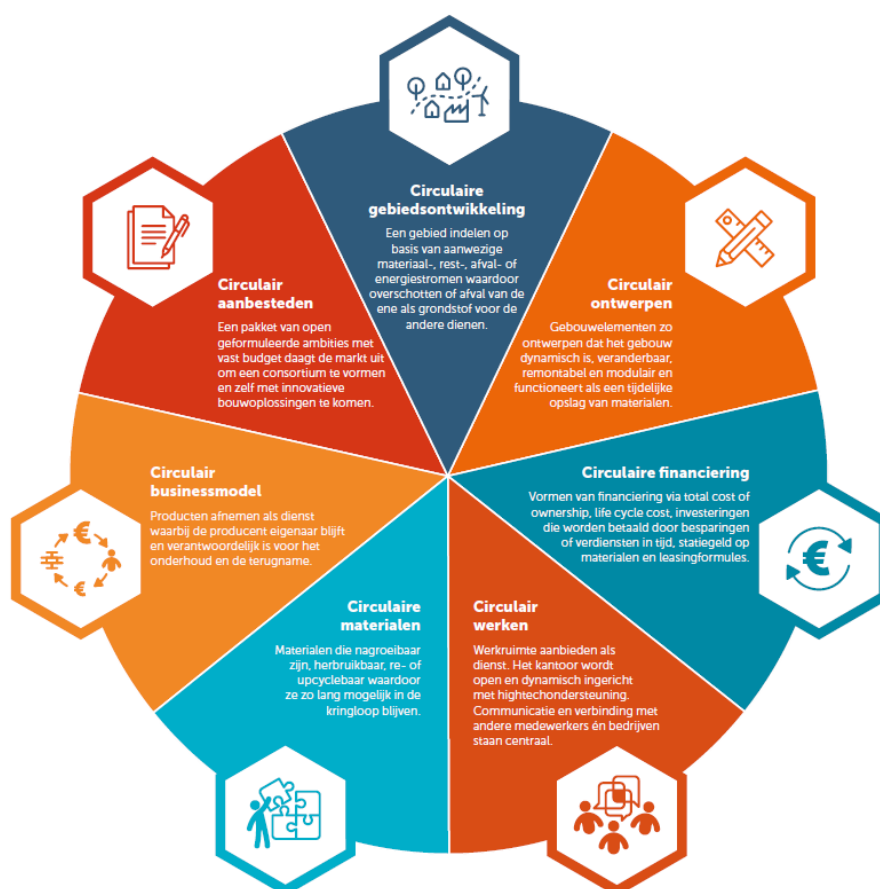 Circulaire
gebiedsontwikkeling
Een gebied indelen op
basis van aanwezige
materiaal-, rest-, afval- of
energiestromen waardoor
overschotten of afval van de
ene als grondstof voor de
andere dienen.
Circulair
ontwerpen
Gebouwelementen zo
ontwerpen dat het gebouw
dynamisch is, veranderbaar,
remontabel en modulair en
functioneert als een tijdelijke
opslag van materialen.
Circulaire financiering
Vormen van financiering via total cost of
ownership, life cycle cost, investeringen
die worden betaald door besparingen
of verdiensten in tijd, statiegeld op
materialen en leasingformules.
Circulair
werken
Werkruimte aanbieden als
dienst. Het kantoor wordt
open en dynamisch ingericht
met hightechondersteuning.
Communicatie en verbinding met
andere medewerkers én bedrijven
staan centraal.
Circulaire
materialen
Materialen die nagroeibaar
zijn, herbruikbaar, re- of
upcyclebaar waardoor
ze zo lang mogelijk in de
kringloop blijven.
Circulair
businessmodel
Producten afnemen als dienst
waarbij de producent eigenaar blijft
en verantwoordelijk is voor het
onderhoud en de terugname.
Circulair
aanbesteden
Een pakket van open
geformuleerde ambities met
vast budget daagt de markt uit
om een consortium te vormen
en zelf met innovatieve
bouwoplossingen te komen.
€
€
€